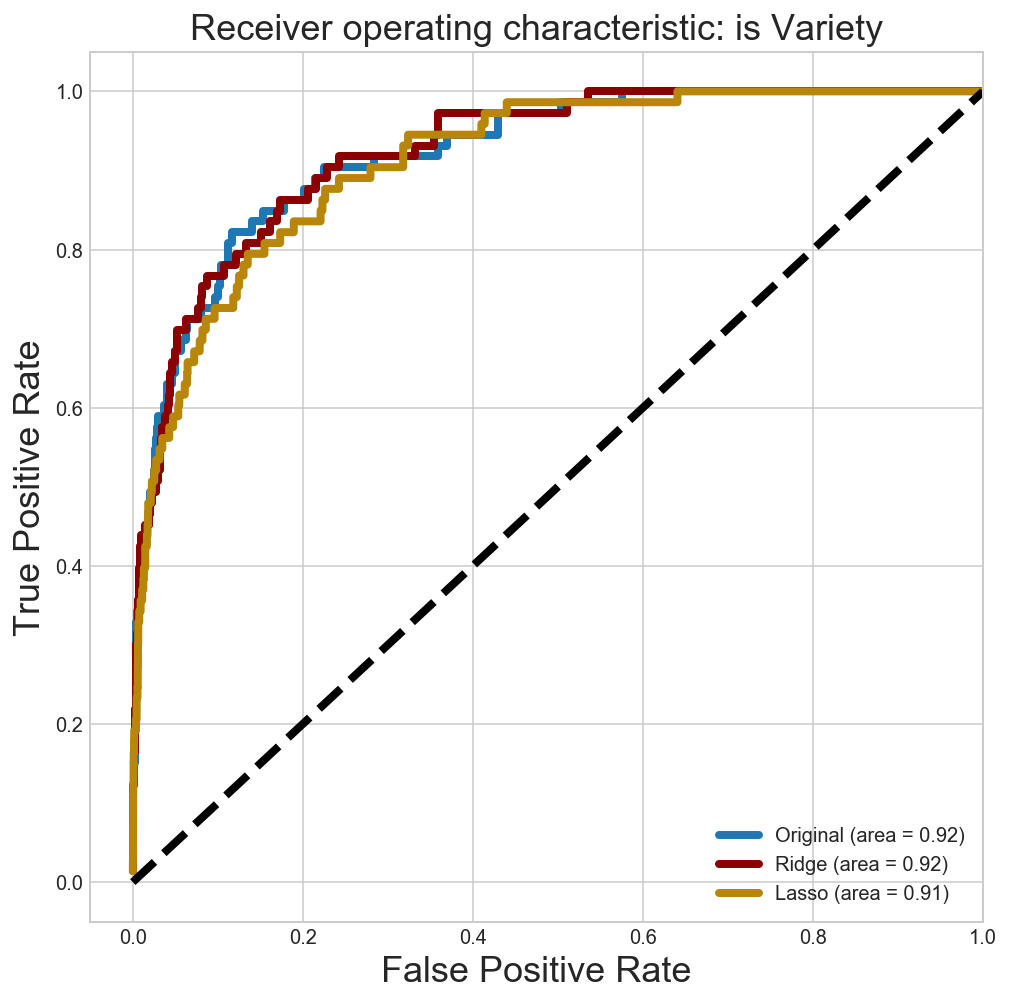 Receiver operating characteristic: is Variety
1.0
0.8
0.6
0.4
0.2
0.0
True Positive Rate
Original (area = 0.92)
Ridge (area = 0.92)
Lasso (area = 0.91)
0.0 0.2 0.4 0.6 0.8 1.0
False Positive Rate